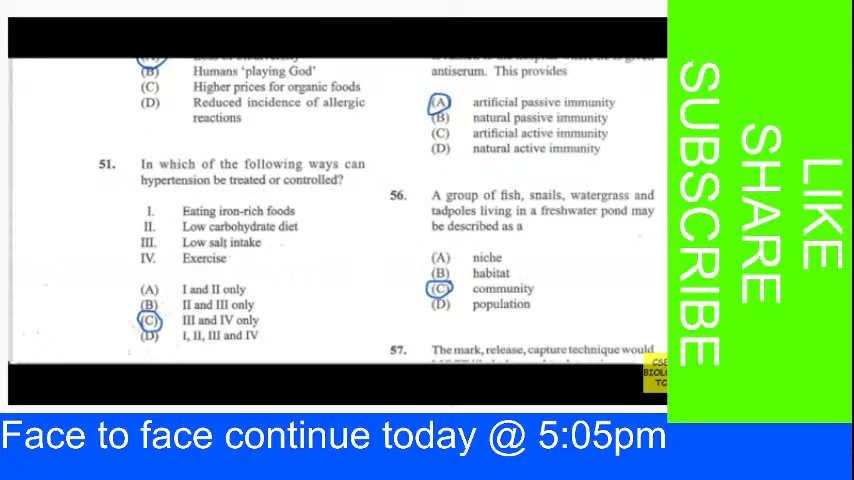 (B) Humans 'playing God'
(C) Higher prices for organic foods
(D) Reduced incidence of allergic
reactions
51. In which of the following ways can
hypertension be treated or controlled?
I. Eating iron-rich foods
II. Low carbohydrate diet
III. Low salt intake
IV. Exercise
(A) I and II only
(B) II and III only
(C) III and IV only
(D) I, II, III and IV
antiserum. This provides
(A) artificial passive immunity
(B) natural passive immunity
(C) artificial active immunity
(D) natural active immunity
56. A group of fish, snails, watergrass and
tadpoles living in a freshwater pond may
be described as a
(A) niche
(B) habitat
(C) community
(D) population
57. The mark, release, capture technique would
LIKE
SHARE
SUBSCRIBE
Face to face continue today @ 5:05pm